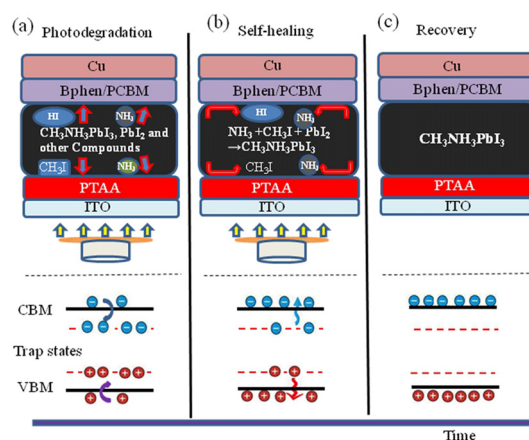 (a) Photodegradation
Cu
Bphen/PCBM
HI
NH3
CH3NH3PbI3, PbI2 and
other Compounds
CH3I
NH3
PTAA
ITO
(b) Self-healing
Cu
Bphen/PCBM
HI
NH3
NH3 +CH3I + PbI2
→CH3NH3PbI3
CH3I
NH3
PTAA
ITO
(c) Recovery
Cu
Bphen/PCBM
CH3NH3PbI3
PTAA
ITO
CBM
Trap states
VBM
Time